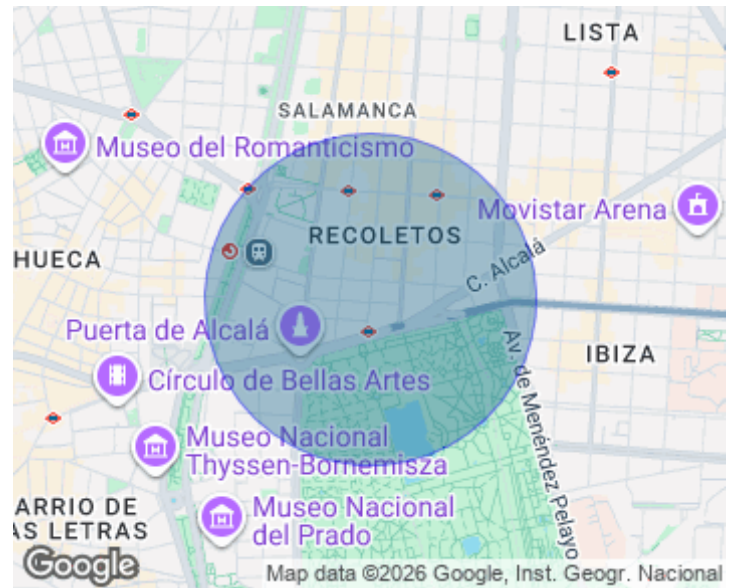 LISTA
SALAMANCA
Museo del Romanticismo
Movistar Arena
RECOLETOS
HUECA
C. Alcalá
Puerta de Alcalá
IBIZA
Círculo de Bellas Artes
Av. de Menéndez Pelayo
Museo Nacional
Thyssen-Bornemisza
ARRIO DE
AS LETRAS
Museo Nacional
del Prado
Google
Map data ©2026 Google, Inst. Geogr. Nacional